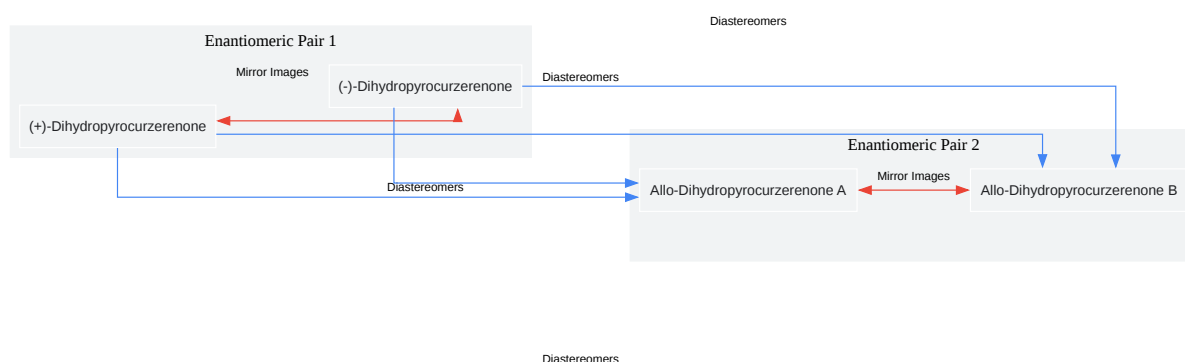 Diastereomers
Enantiomeric Pair 1
Mirror Images
Diastereomers
(-)-Dihydropyrocurzerenone
(+)-Dihydropyrocurzerenone
Enantiomeric Pair 2
Mirror Images
Diastereomers
Allo-Dihydropyrocurzerenone A
Allo-Dihydropyrocurzerenone B
Diastereomers